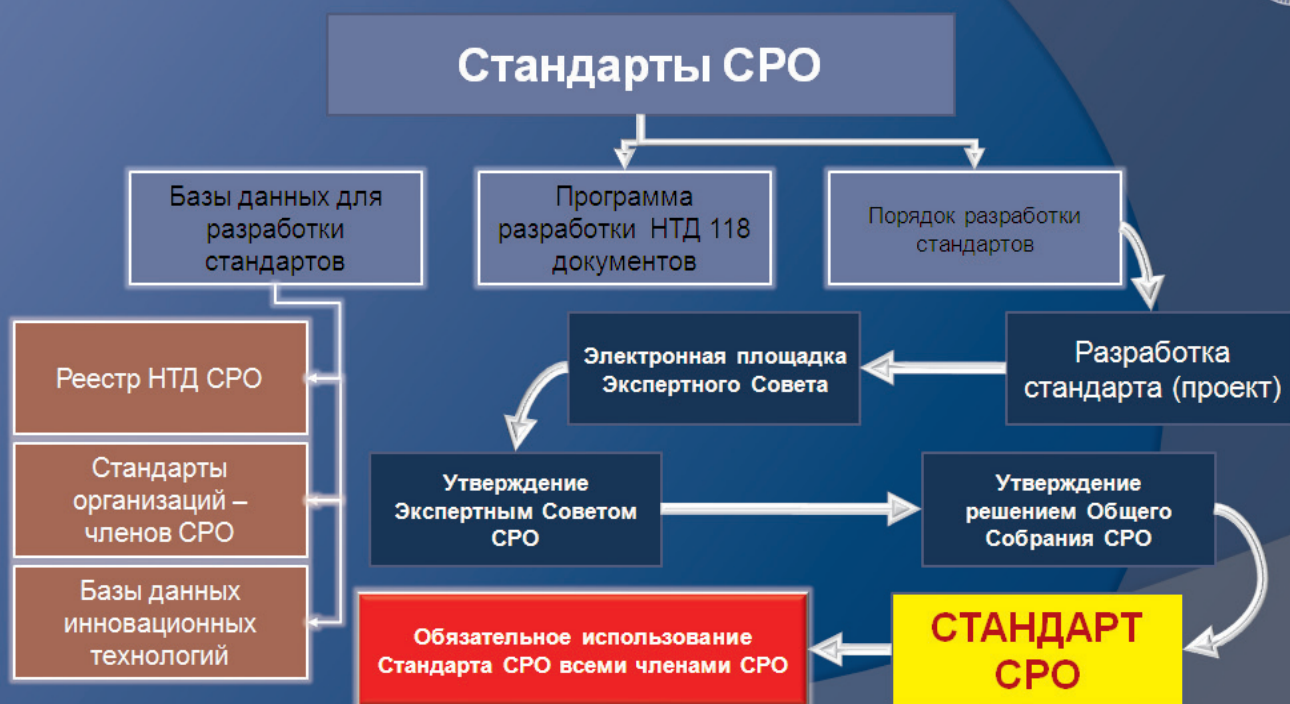 Стандарты СРО
Базы данных для
разработки
стандартов
Программа
разработки НТД 118
документов
Порядок разработки
стандартов
Реестр НТД СРО
Стандарты
организаций –
членов СРО
Базы данных
инновационных
технологий
Разработка
стандарта (проект)
Электронная площадка
Экспертного Совета
Утверждение
Экспертным Советом
СРО
Утверждение
решением Общего
Собрания СРО
СТАНДАРТ
СРО
Обязательное использование
Стандарта СРО всеми членами СРО